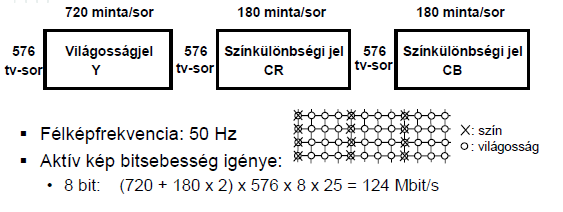 720 minta/sor
180 minta/sor
180 minta/sor
576 tv-sor
Világosságjel
Y
576 tv-sor
Színkülönbségi jel
CR
576 tv-sor
Színkülönbségi jel
CB
▪ Félképfrekvencia: 50 Hz
X: szín
O: világosság
▪ Aktív kép bitsebesség igénye:
• 8 bit: (720 + 180 x 2) x 576 x 8 x 25 = 124 Mbit/s